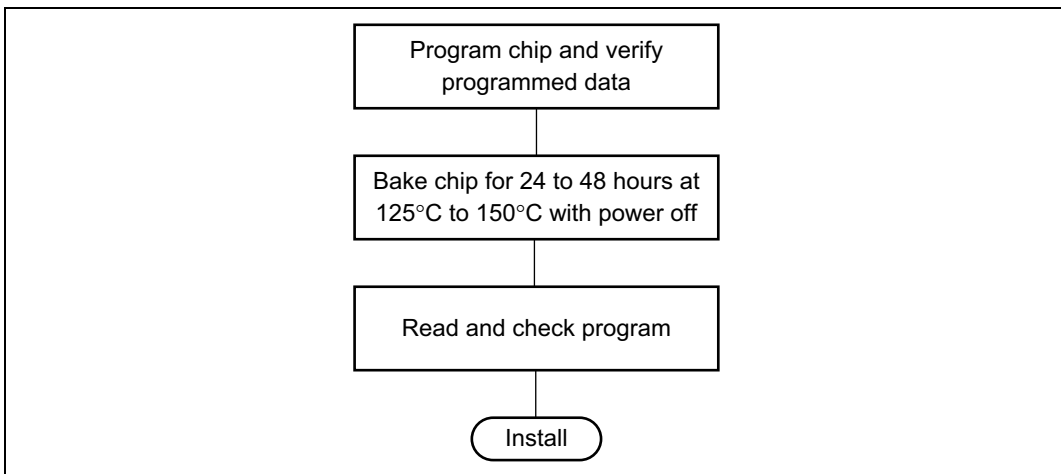 Program chip and verify
programmed data
Bake chip for 24 to 48 hours at
125°C to 150°C with power off
Read and check program
Install